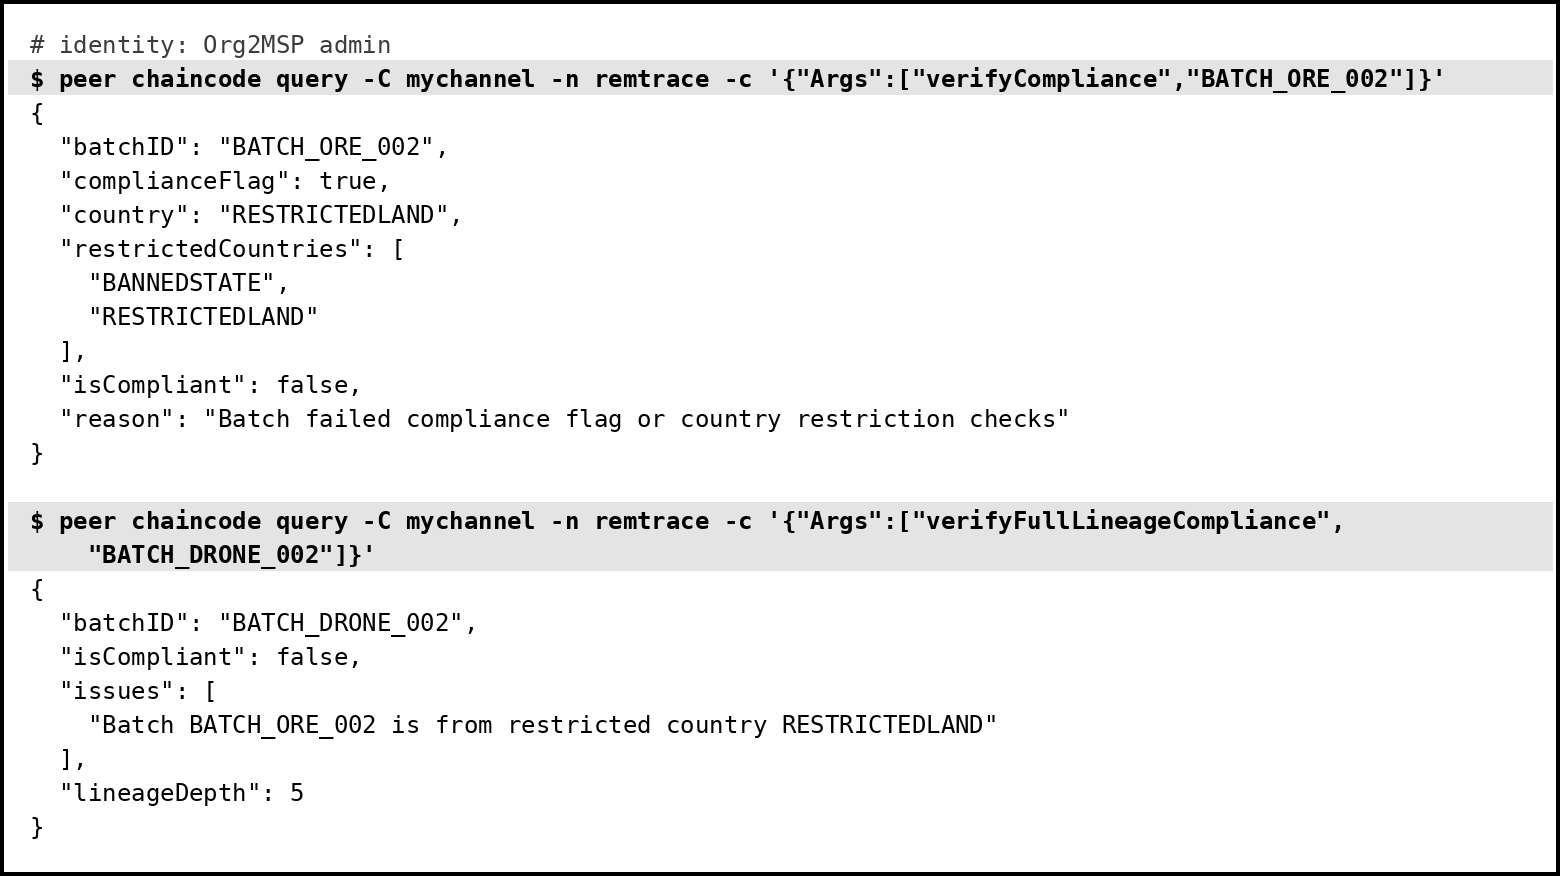 # identity: Org2MSP admin
$ peer chaincode query -C mychannel -n remtrace -c '{"Args":["verifyCompliance","BATCH_ORE_002"]}'
{
  "batchID": "BATCH_ORE_002",
  "complianceFlag": true,
  "country": "RESTRICTEDLAND",
  "restrictedCountries": [
    "BANNEDSTATE",
    "RESTRICTEDLAND"
  ],
  "isCompliant": false,
  "reason": "Batch failed compliance flag or country restriction checks"
}

$ peer chaincode query -C mychannel -n remtrace -c '{"Args":["verifyFullLineageCompliance",
    "BATCH_DRONE_002"]}'
{
  "batchID": "BATCH_DRONE_002",
  "isCompliant": false,
  "issues": [
    "Batch BATCH_ORE_002 is from restricted country RESTRICTEDLAND"
  ],
  "lineageDepth": 5
}